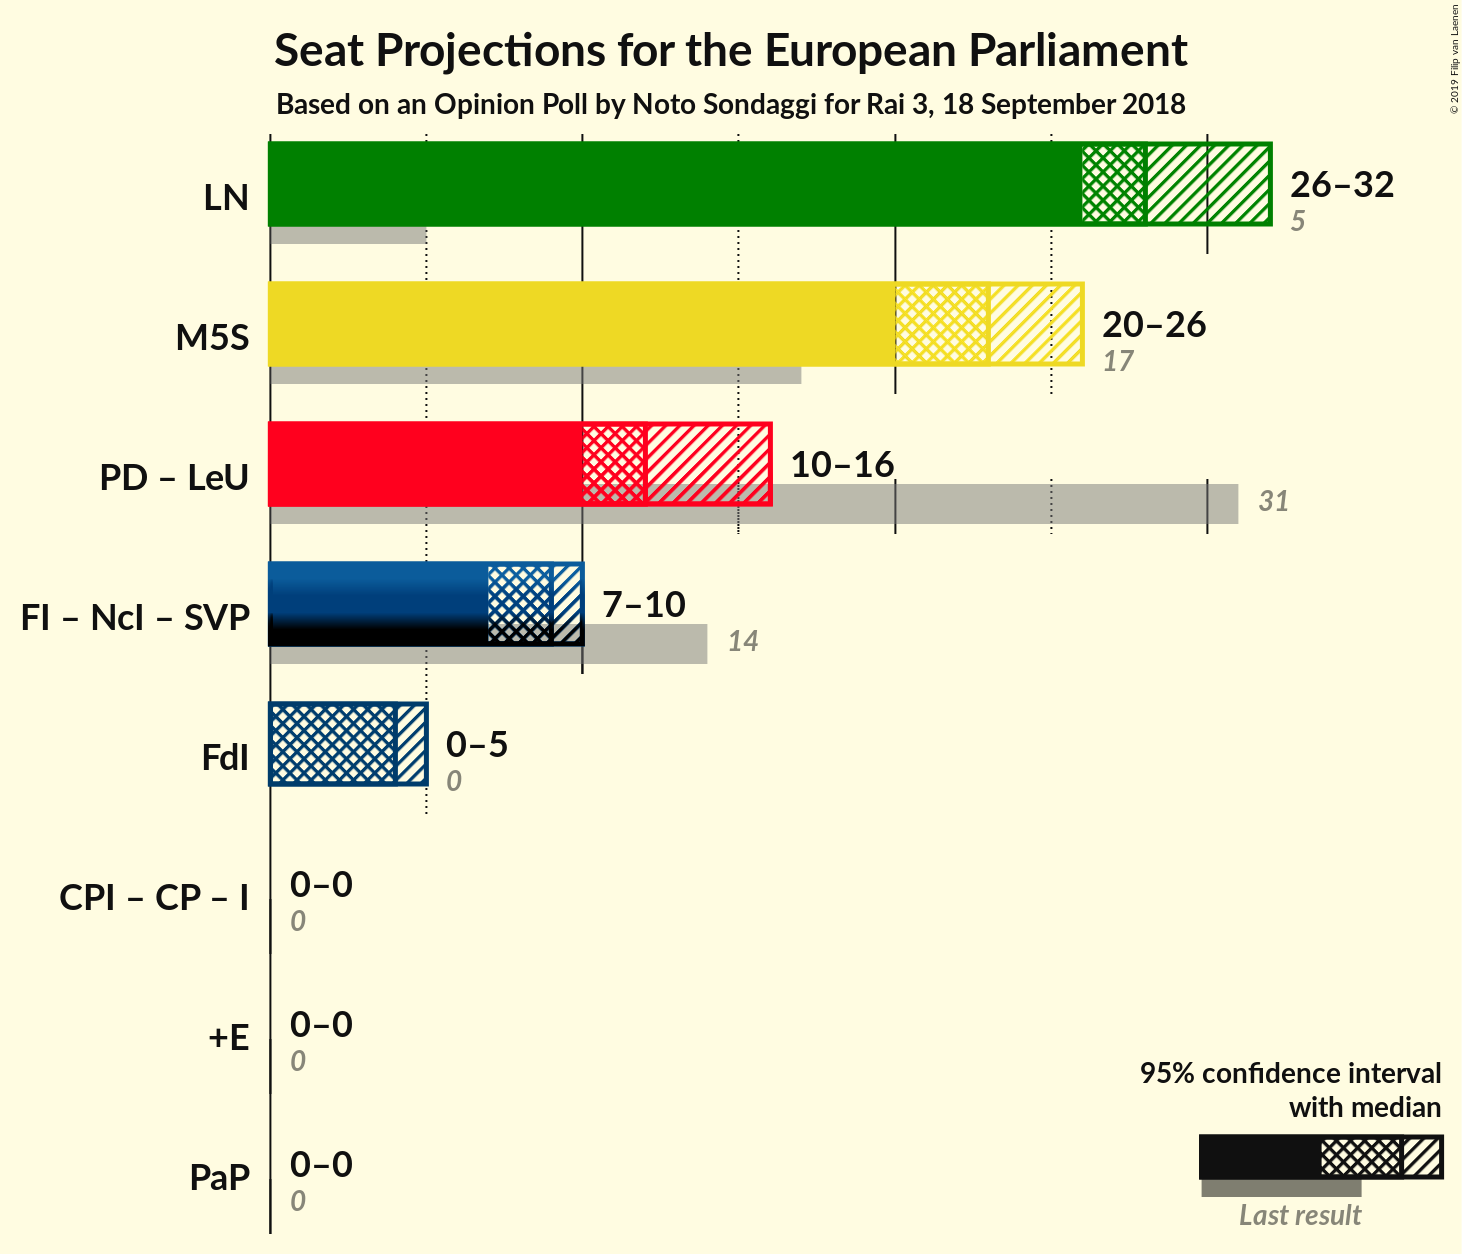 Seat Projections for the European Parliament
Based on an Opinion Poll by Noto Sondaggi for Rai 3, 18 September 2018
© 2019 Filip van Laenen
LN
26–32
5
M5S
20–26
17
PD – LeU
10–16
31
FI – NcI – SVP
7–10
14
FdI
0–5
0
CPI – CP – I
0–0
0
+E
0–0
0
PaP
0–0
0
95% confidence interval
with median
Last result